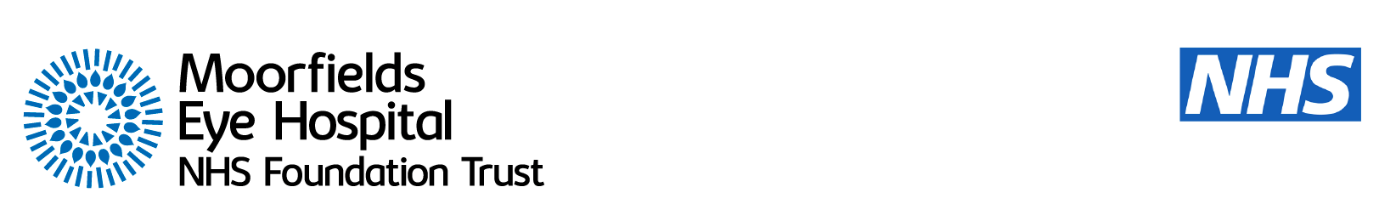 Moorfields
Eye Hospital
NHS Foundation Trust
NHS